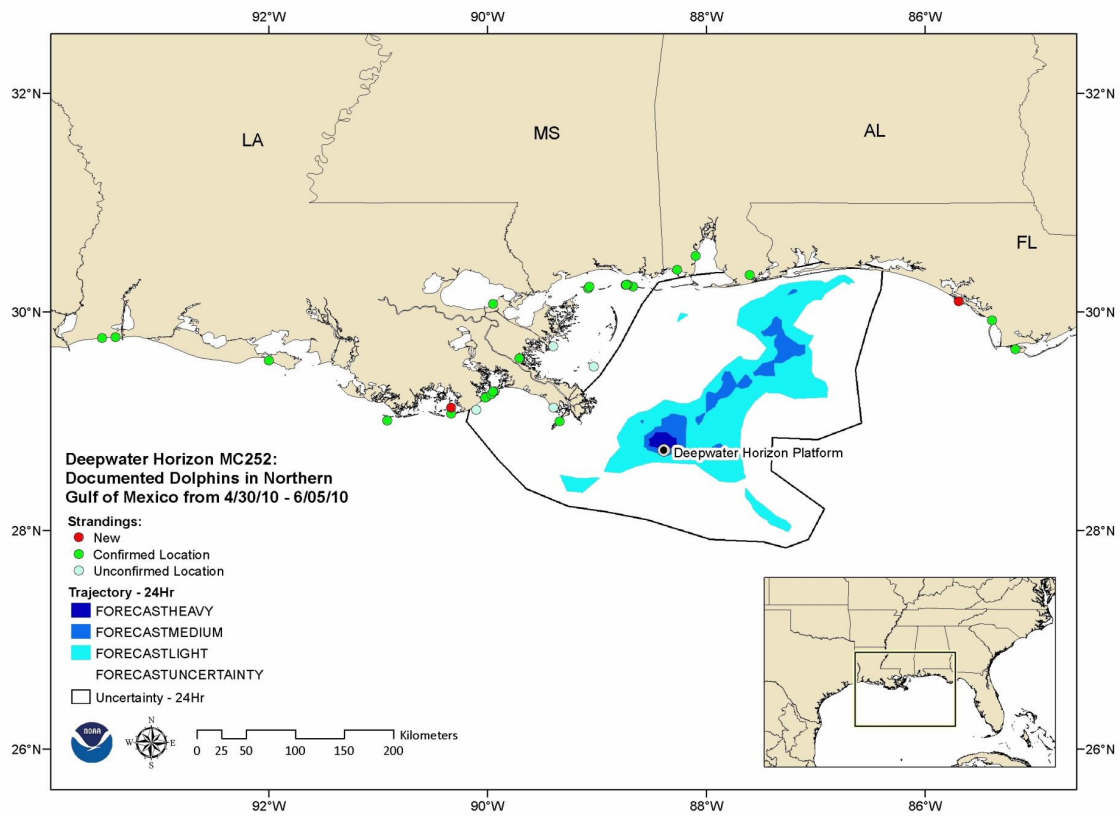 92°W 90°W 88°W 86°W
32°N 32°N
LA MS AL
FL
30°N 30°N
Deepwater Horizon Platform
Deepwater Horizon MC252:
Documented Dolphins in Northern
Gulf of Mexico from 4/30/10 - 6/05/10
28°N 28°N
Strandings:
New
Confirmed Location
Unconfirmed Location
Trajectory - 24Hr
FORECASTHEAVY
FORECASTMEDIUM
FORECASTLIGHT
FORECASTUNCERTAINTY
Uncertainty - 24Hr
NOAA
N
W E
S
Kilometers
0 25 50 100 150 200
26°N 26°N
92°W 90°W 88°W 86°W